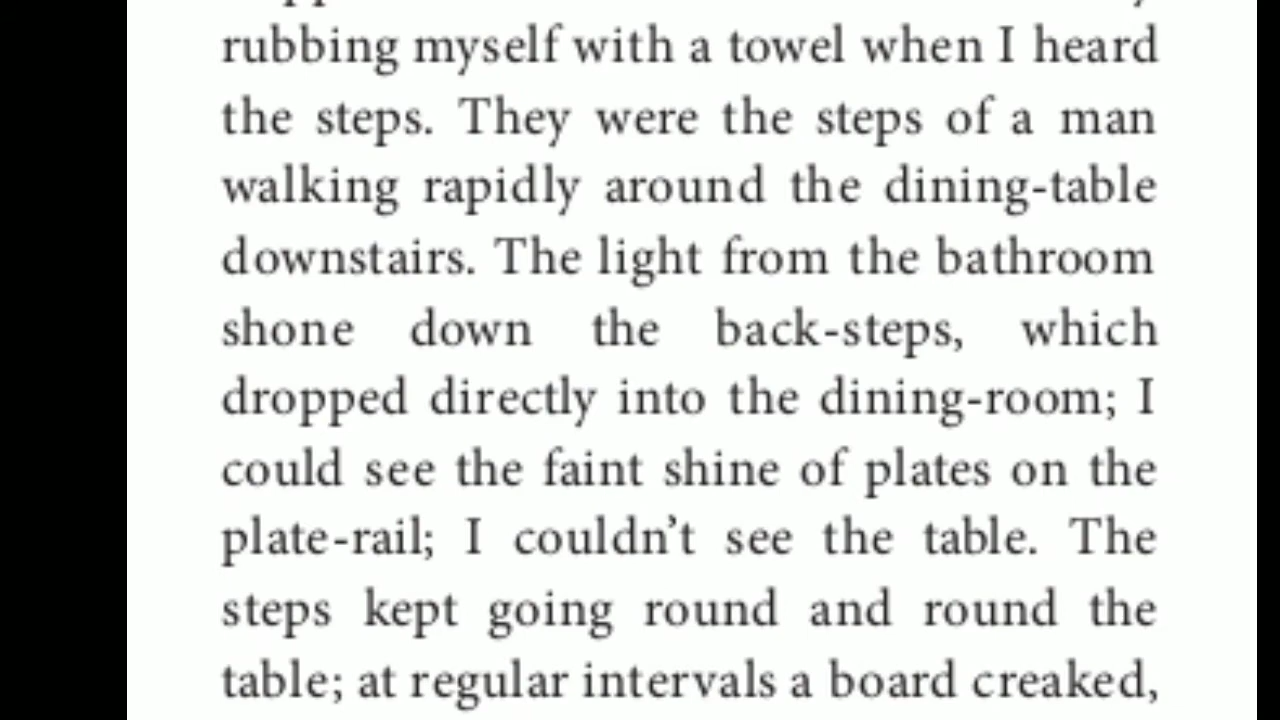 rubbing myself with a towel when I heard
the steps. They were the steps of a man
walking rapidly around the dining-table
downstairs. The light from the bathroom
shone down the back-steps, which
dropped directly into the dining-room; I
could see the faint shine of plates on the
plate-rail; I couldn’t see the table. The
steps kept going round and round the
table; at regular intervals a board creaked,